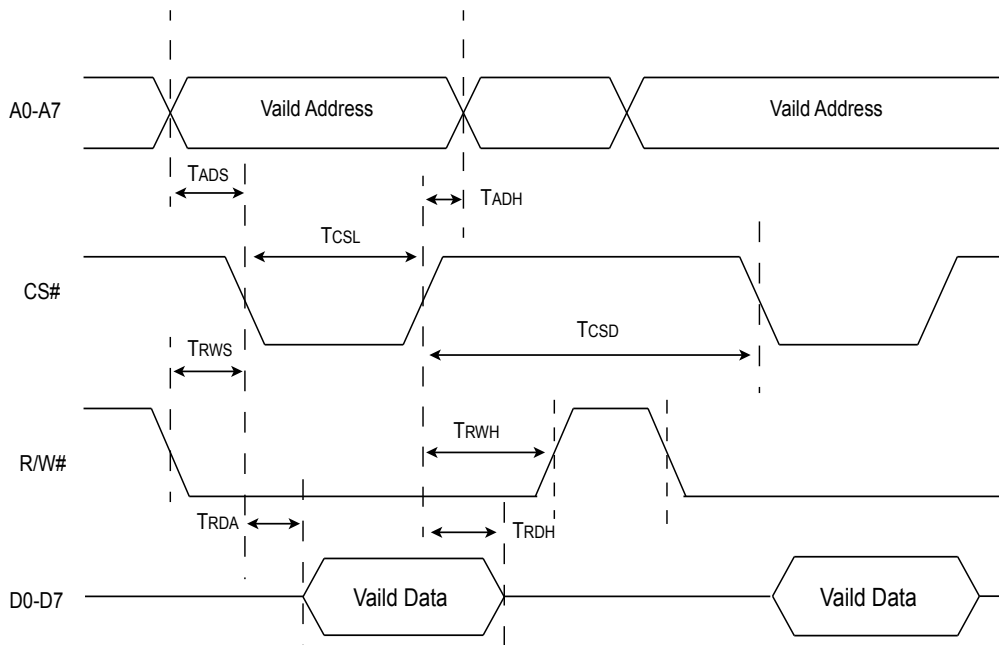 A0-A7
Vaild Address
Vaild Address
TADS
TADH
TCSL
CS#
TCSD
TRWS
TRWH
R/W#
TRDA
TRDH
D0-D7
Vaild Data
Vaild Data